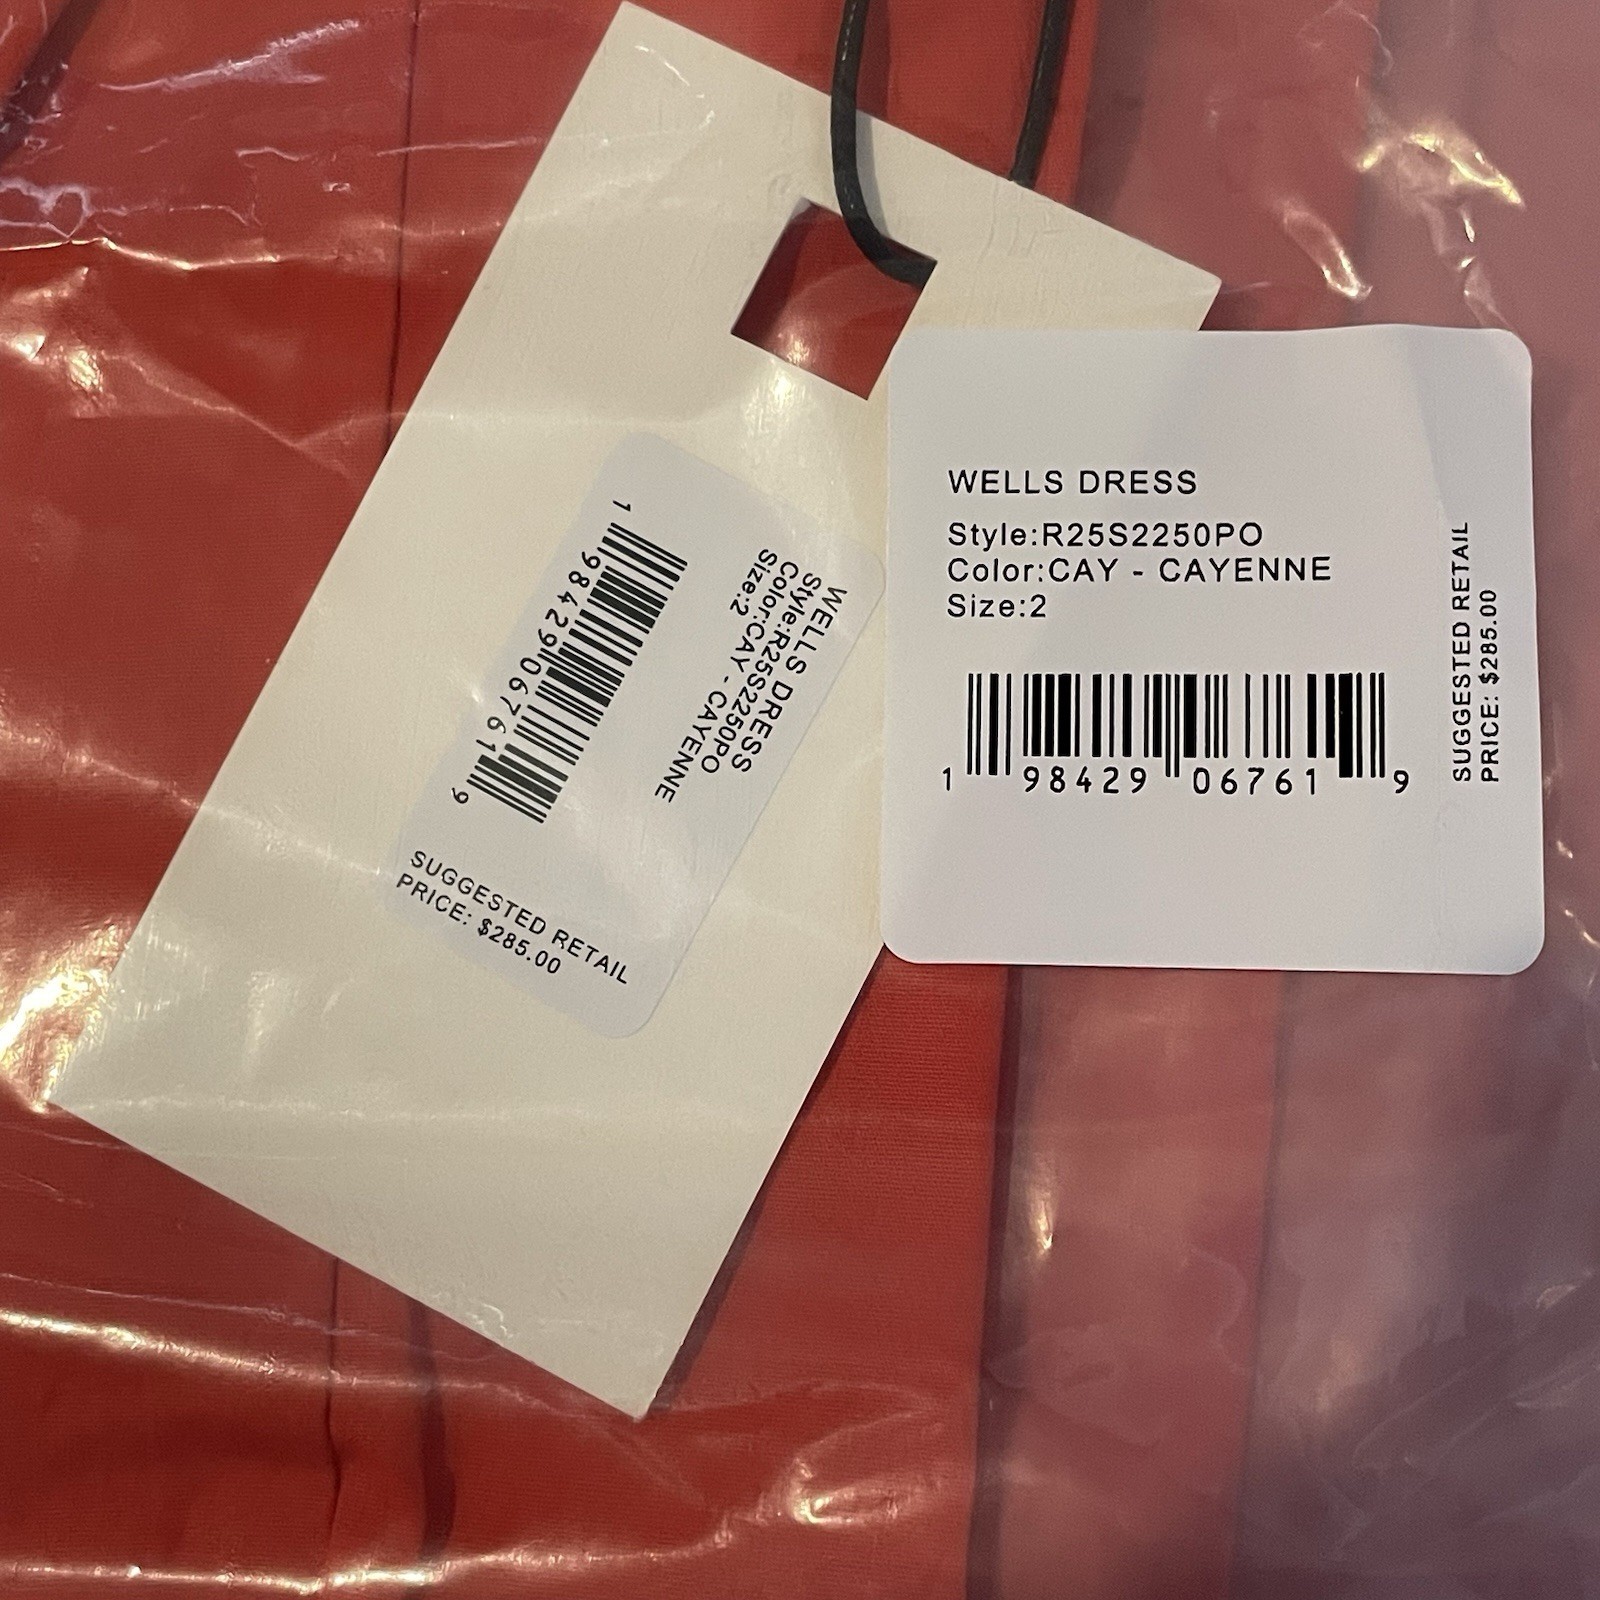 WELLS DRESS
Style:R25S2250PO
Color:CAY - CAYENNE
Size:2
1 98429 06761 9
SUGGESTED RETAIL
PRICE: $285.00
WELLS DRESS
Style:R25S2250PO
Color:CAY - CAYENNE
Size:2
1 98429 06761 9
SUGGESTED RETAIL
PRICE: $285.00